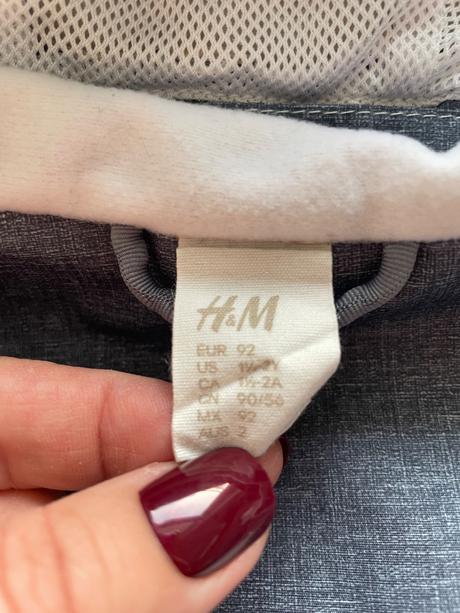 H&M
EUR 92
US 1½-2Y
CA 1½-2A
CN 90/56
MX 92
AUS 2